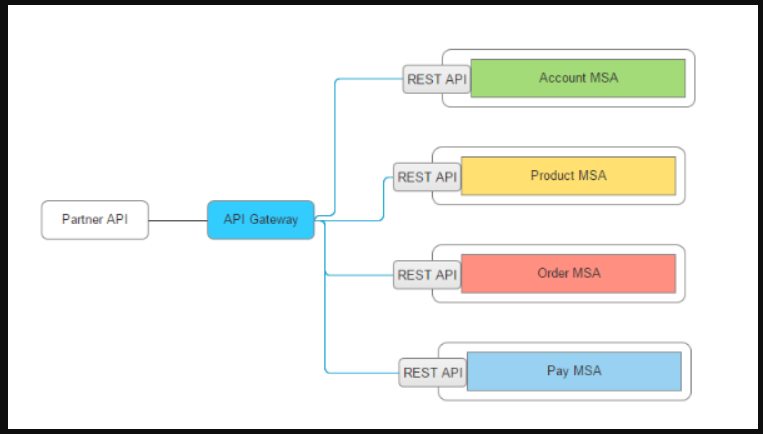 REST API
Account MSA
REST API
Product MSA
Partner API
API Gateway
REST API
Order MSA
REST API
Pay MSA